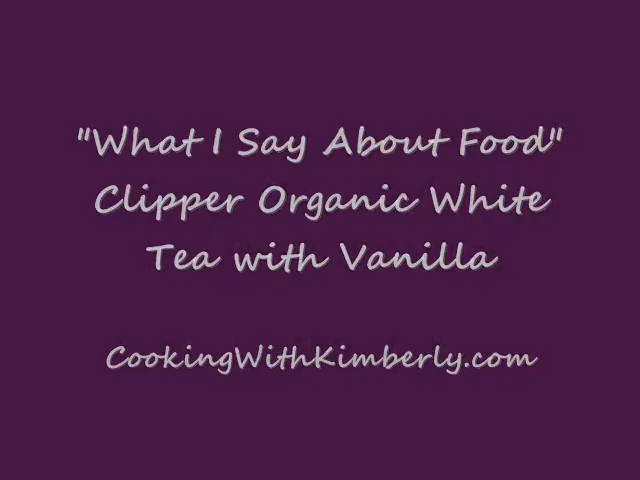 "What I Say About Food"
Clipper Organic White
Tea with Vanilla
CookingWithKimberly.com